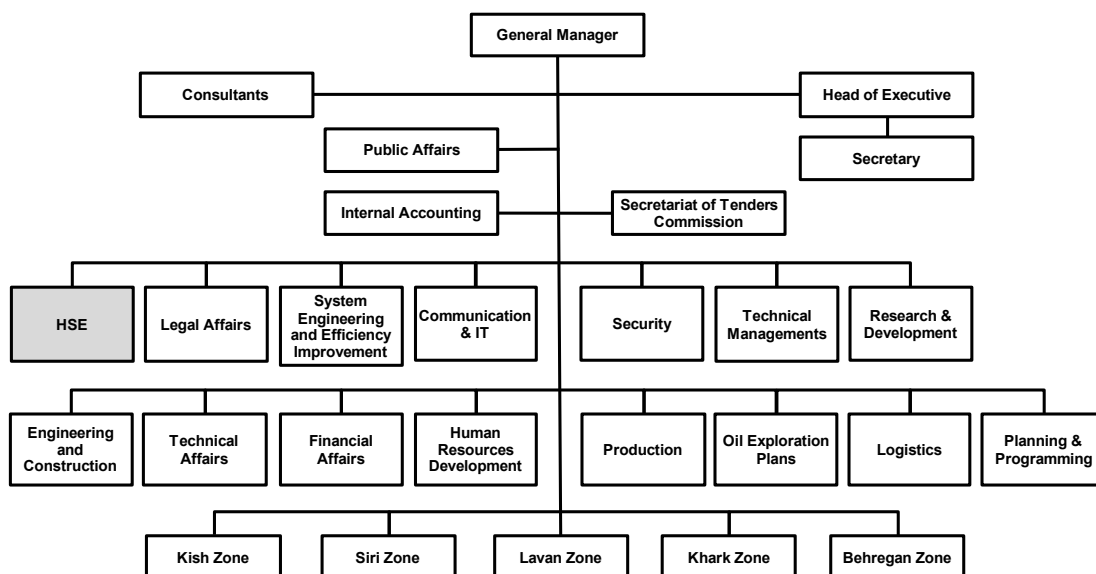 General Manager
Consultants
Head of Executive
Public Affairs
Secretary
Internal Accounting
Secretariat of Tenders
Commission
HSE
Legal Affairs
System
Engineering
and Efficiency
Improvement
Communication
& IT
Security
Technical
Managements
Research &
Development
Engineering
and
Construction
Technical
Affairs
Financial
Affairs
Human
Resources
Development
Production
Oil Exploration
Plans
Logistics
Planning &
Programming
Kish Zone
Siri Zone
Lavan Zone
Khark Zone
Behregan Zone